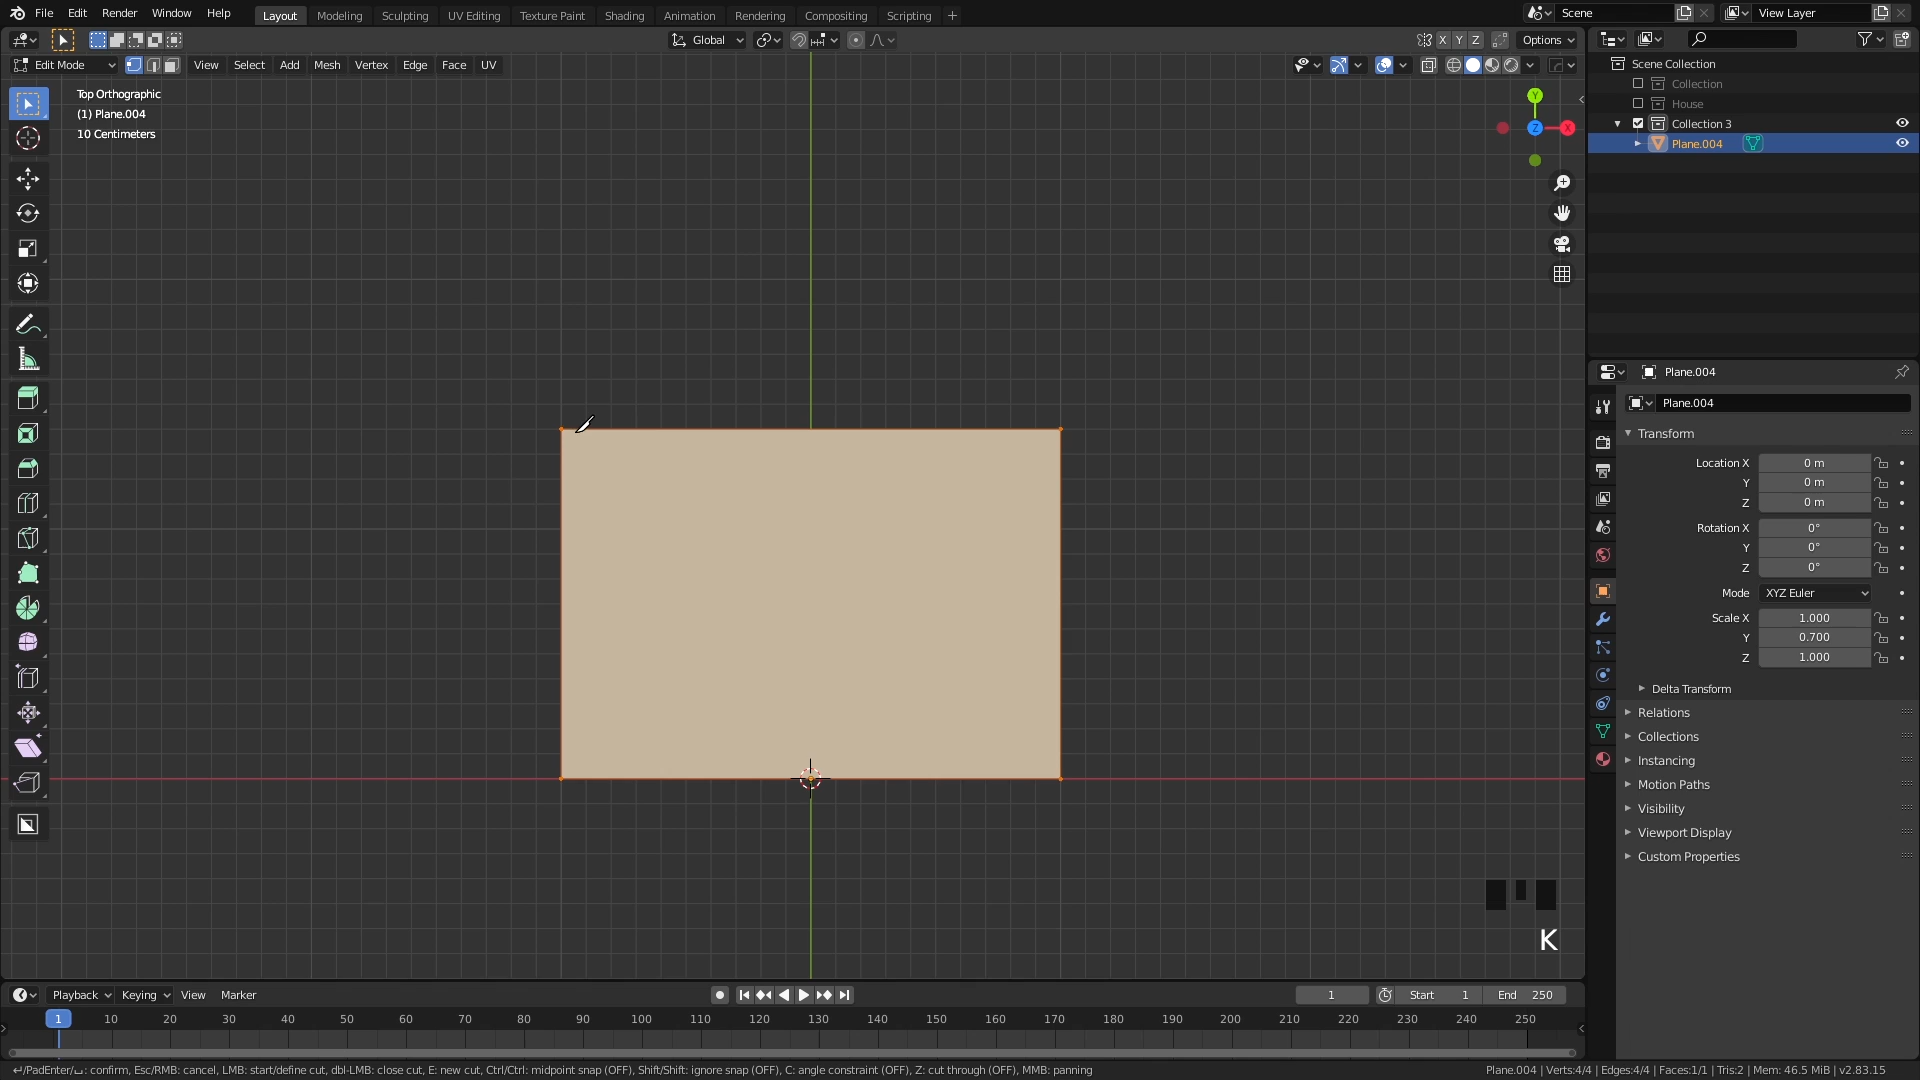 File Edit Render Window Help Layout Modeling Sculpting UV Editing Texture Paint Shading Animation Rendering Compositing Scripting + Scene View Layer
Global X Y Z Options
Edit Mode View Select Add Mesh Vertex Edge Face UV
Top Orthographic
(1) Plane.004
10 Centimeters
Y
Z X
K
Scene Collection
Collection
House
Collection 3
Plane.004
Plane.004
Plane.004
Transform
Location X 0 m
Y 0 m
Z 0 m
Rotation X 0°
Y 0°
Z 0°
Mode XYZ Euler
Scale X 1.000
Y 0.700
Z 1.000
Delta Transform
Relations
Collections
Instancing
Motion Paths
Visibility
Viewport Display
Custom Properties
Playback Keying View Marker 1 Start 1 End 250
1 10 20 30 40 50 60 70 80 90 100 110 120 130 140 150 160 170 180 190 200 210 220 230 240 250
/PadEnter/: confirm, Esc/RMB: cancel, LMB: start/define cut, dbl-LMB: close cut, E: new cut, Ctrl/Ctrl: midpoint snap (OFF), Shift/Shift: ignore snap (OFF), C: angle constraint (OFF), Z: cut through (OFF), MMB: panning Plane.004 | Verts:4/4 | Edges:4/4 | Faces:1/1 | Tris:2 | Mem: 46.5 MiB | v2.83.15